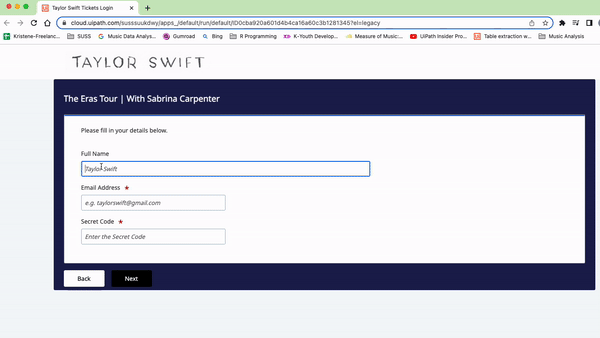 Taylor Swift Tickets Login
cloud.uipath.com/susssuukdwy/apps_/default/run/default/ID0cba920a601d4b4ca16a60c3b1281345?el=legacy
Kristene-Freelanc... SUSS Music Data Analys... Gumroad Bing R Programming K-Youth Develop... Measure of Music:... UiPath Insider Pro... Table extraction w... Music Analysis
TAYLOR SWIFT
The Eras Tour | With Sabrina Carpenter
Please fill in your details below.
Full Name
Taylor Swift
Email Address *
e.g. taylorswift@gmail.com
Secret Code *
Enter the Secret Code
Back Next